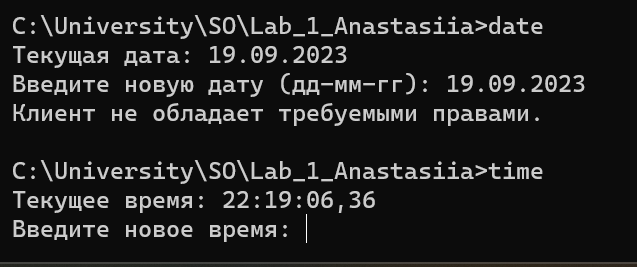 C:\University\SO\Lab_1_Anastasiia>date
Текущая дата: 19.09.2023
Введите новую дату (дд-мм-гг): 19.09.2023
Клиент не обладает требуемыми правами.
C:\University\SO\Lab_1_Anastasiia>time
Текущее время: 22:19:06,36
Введите новое время: